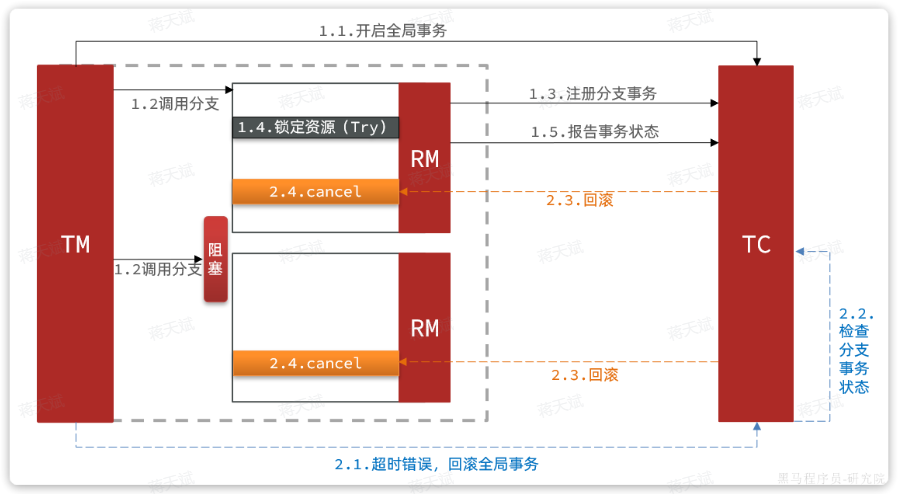 1.1.开启全局事务
1.2调用分支
1.3.注册分支事务
1.4.锁定资源（Try）
1.5.报告事务状态
RM
2.4.cancel
2.3.回滚
TM
阻塞
TC
1.2调用分支
RM
2.2.
检查
分支
事务
状态
2.4.cancel
2.3.回滚
2.1.超时错误，回滚全局事务
蒋天斌
黑马程序员-研究院